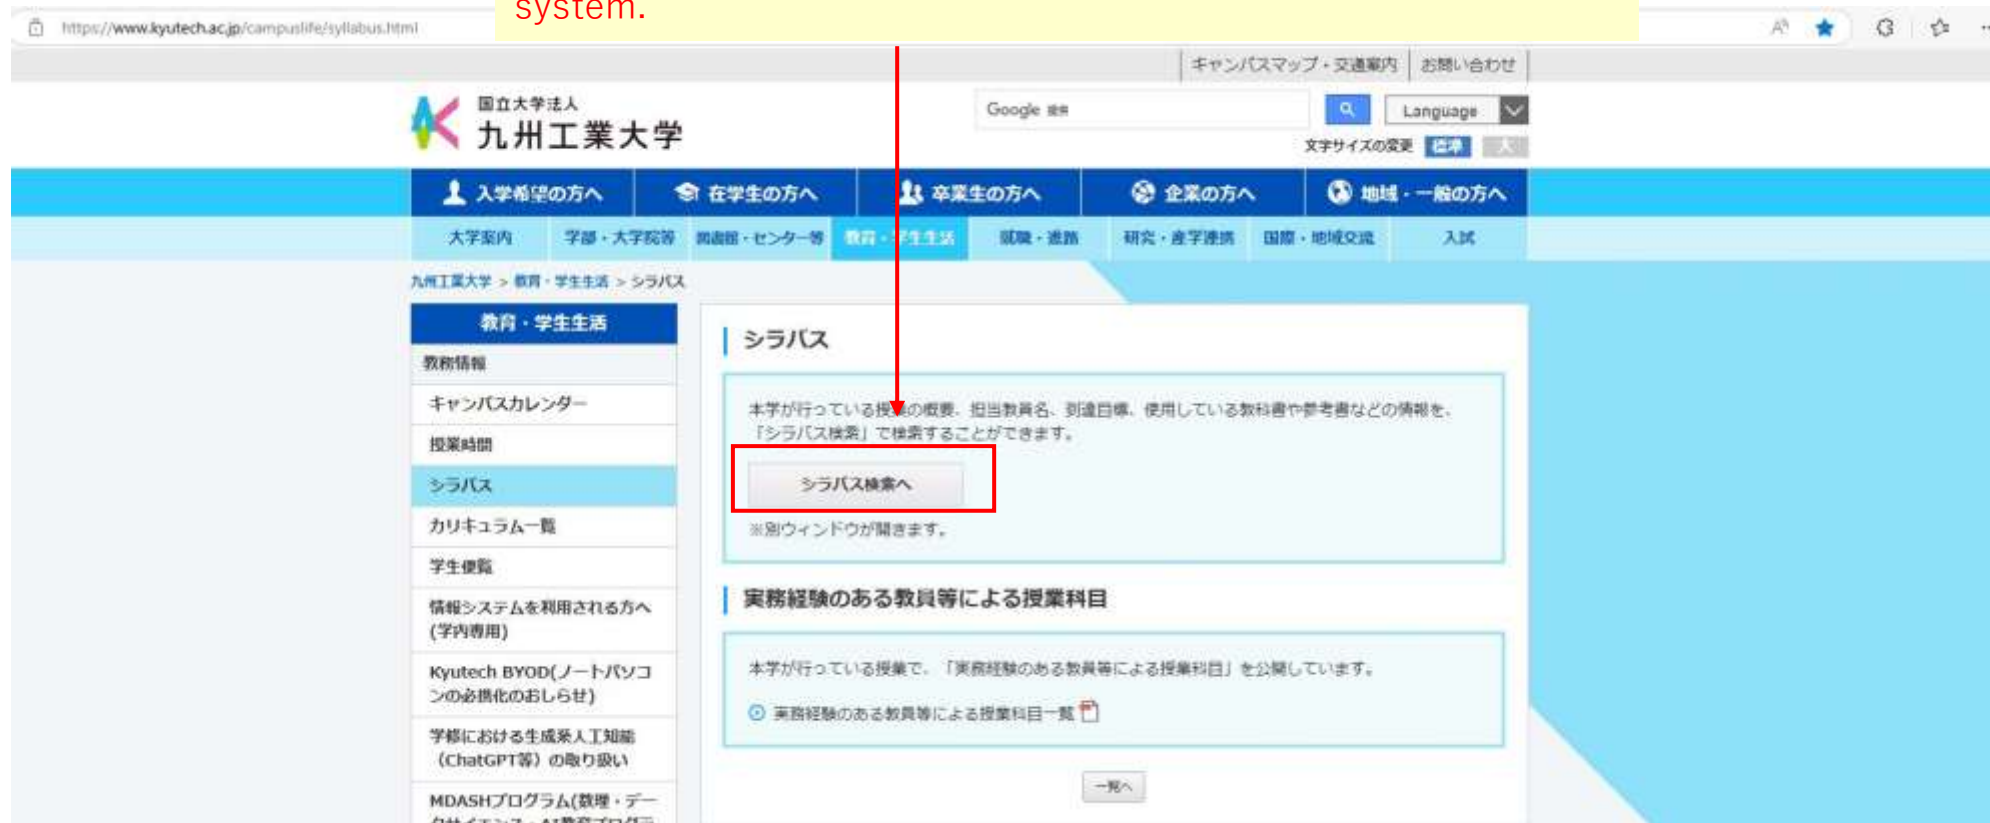 system.
https://www.kyutech.ac.jp/campuslife/syllabus.html
キャンパスマップ・交通案内
お問い合わせ
国立大学法人
九州工業大学
Google 提供
Language
文字サイズの変更 標準 大
入学希望の方へ
在学生の方へ
卒業生の方へ
企業の方へ
地域・一般の方へ
大学案内
学部・大学院等
図書館・センター等
教育・学生生活
就職・進路
研究・産学連携
国際・地域交流
入試
九州工業大学 > 教育・学生生活 > シラバス
教育・学生生活
教務情報
キャンパスカレンダー
授業時間
シラバス
カリキュラム一覧
学生便覧
情報システムを利用される方へ
(学内専用)
Kyutech BYOD(ノートパソコ
ンの必携化のおしらせ)
学修における生成系人工知能
（ChatGPT等）の取り扱い
MDASHプログラム(数理・デー
シラバス
本学が行っている授業の概要、担当教員名、到達目標、使用している教科書や参考書などの情報を、
「シラバス検索」で検索することができます。
シラバス検索へ
※別ウィンドウが開きます。
実務経験のある教員等による授業科目
本学が行っている授業で、「実務経験のある教員等による授業科目」を公開しています。
実務経験のある教員等による授業科目一覧
一覧へ